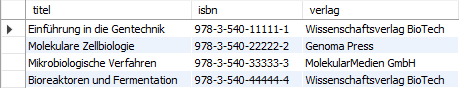 titel isbn verlag
Einführung in die Gentechnik 978-3-540-11111-1 Wissenschaftsverlag BioTech
Molekulare Zellbiologie 978-3-540-22222-2 Genoma Press
Mikrobiologische Verfahren 978-3-540-33333-3 MolekularMedien GmbH
Bioreaktoren und Fermentation 978-3-540-44444-4 Wissenschaftsverlag BioTech